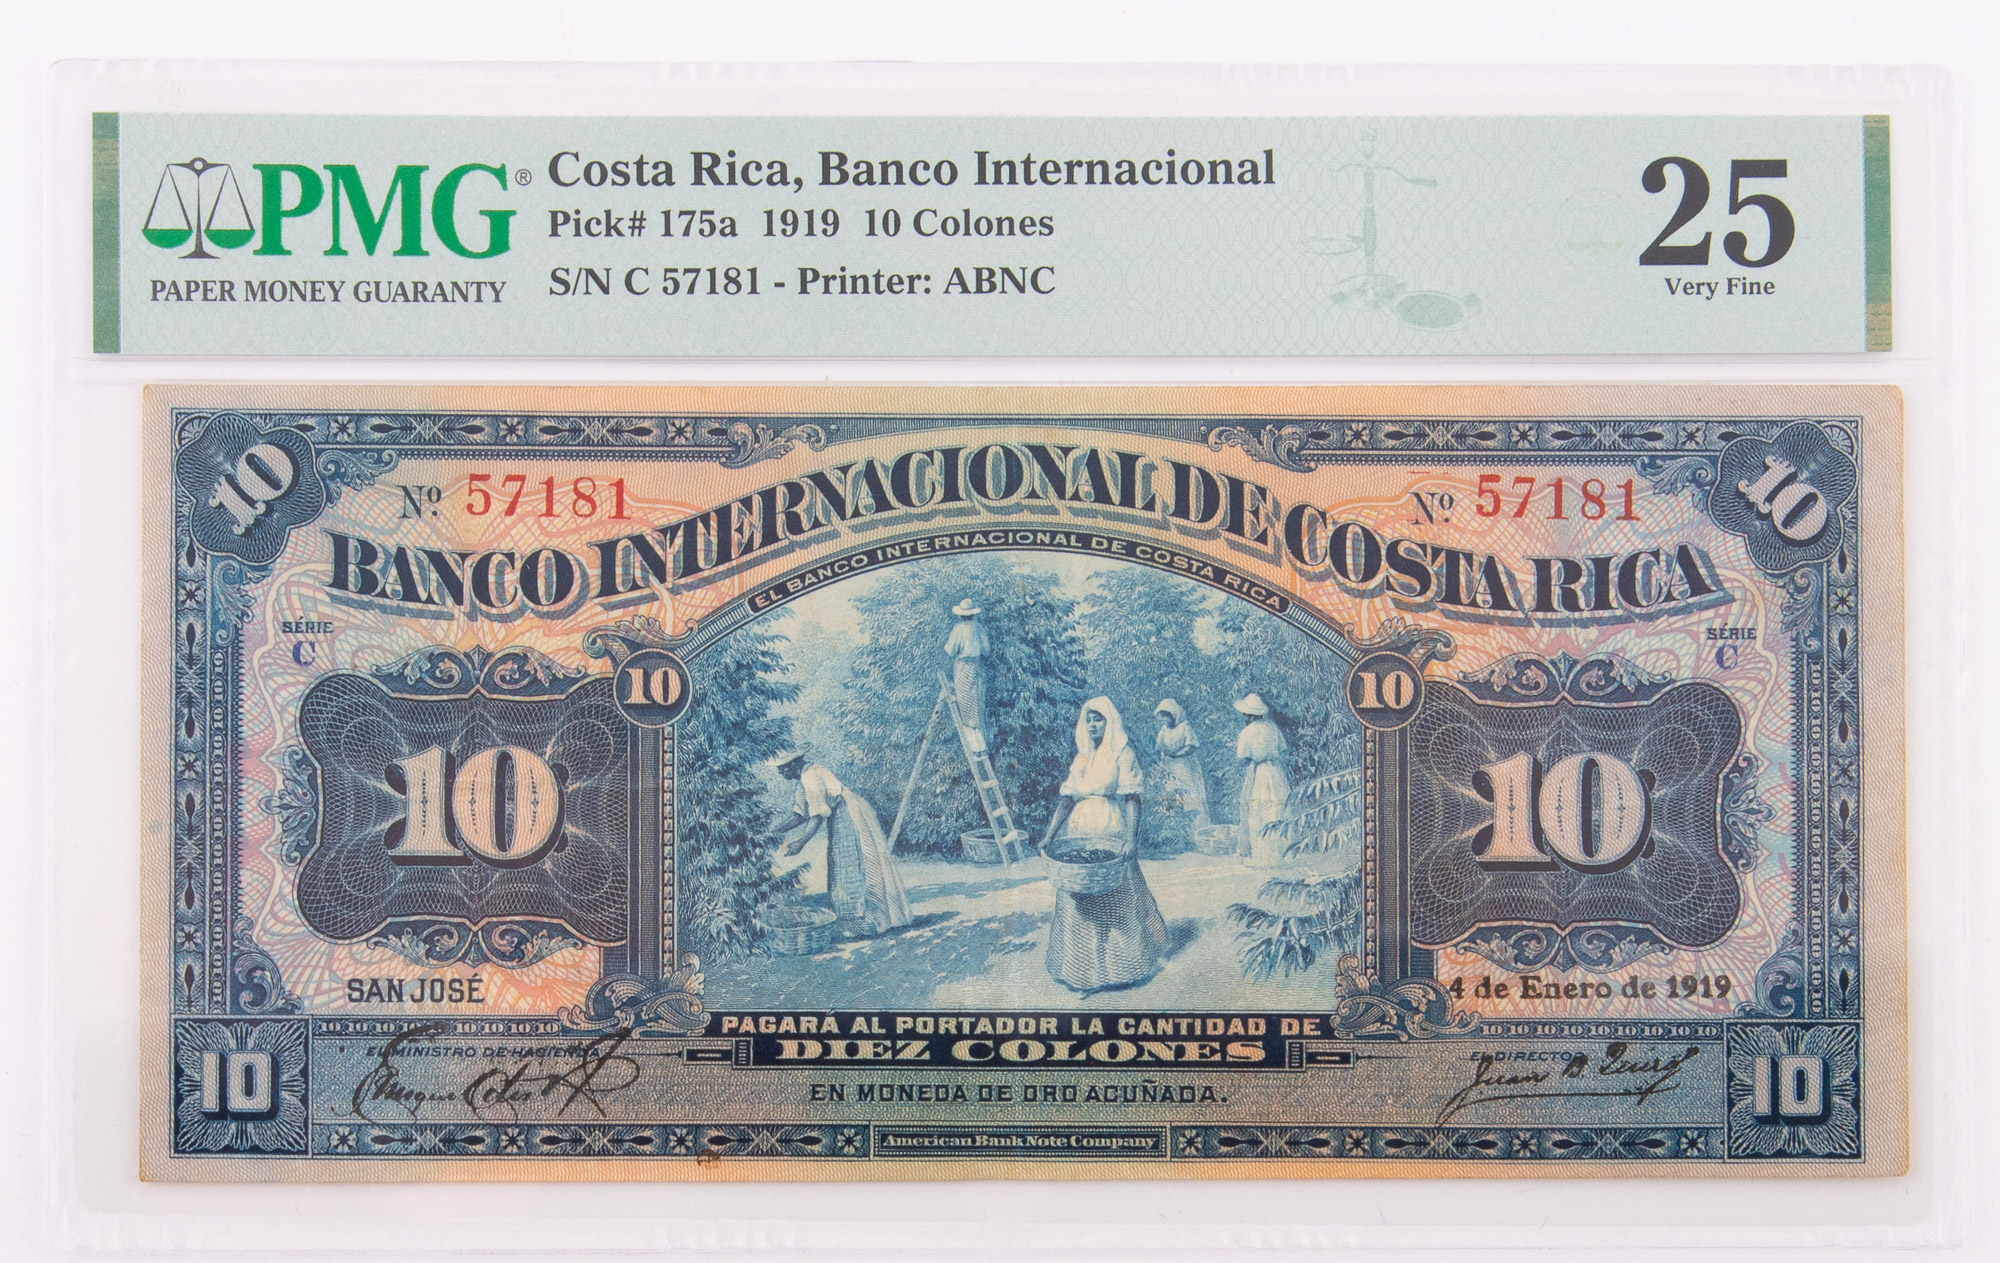 PMG®
PAPER MONEY GUARANTY
Costa Rica, Banco Internacional
Pick# 175a 1919 10 Colones
S/N C 57181 - Printer: ABNC
25
Very Fine
10
10
Nº. 57181
Nº. 57181
BANCO INTERNACIONAL DE COSTA RICA
EL BANCO INTERNACIONAL DE COSTA RICA
SÉRIE
C
SÉRIE
C
10
10
10
10
SAN JOSÉ
4 de Enero de 1919
PAGARA AL PORTADOR LA CANTIDAD DE
DIEZ COLONES
EN MONEDA DE ORO ACUÑADA.
EL MINISTRO DE HACIENDA
EL DIRECTOR
10
10
American Bank Note Company